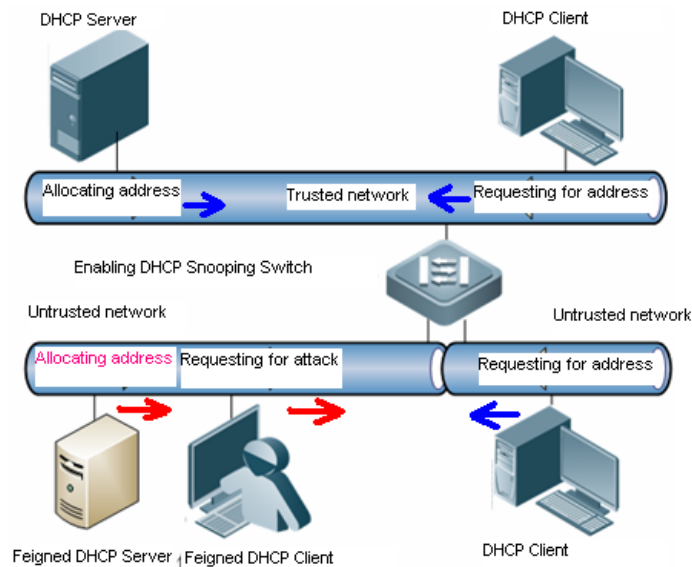 DHCP Server
DHCP Client
Allocating address
Trusted network
Requesting for address
Enabling DHCP Snooping Switch
Untrusted network
Untrusted network
Allocating address
Requesting for attack
Requesting for address
Feigned DHCP Server
Feigned DHCP Client
DHCP Client